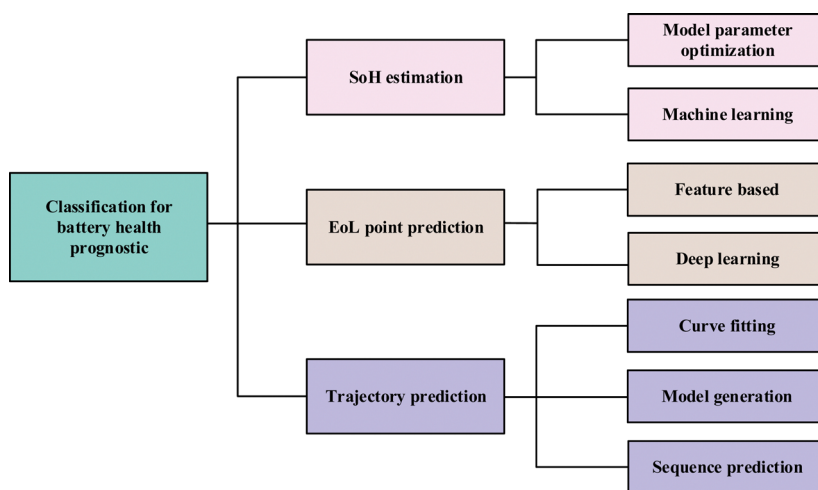 Classification for
battery health
prognostic
SoH estimation
Model parameter
optimization
Machine learning
EoL point prediction
Feature based
Deep learning
Trajectory prediction
Curve fitting
Model generation
Sequence prediction